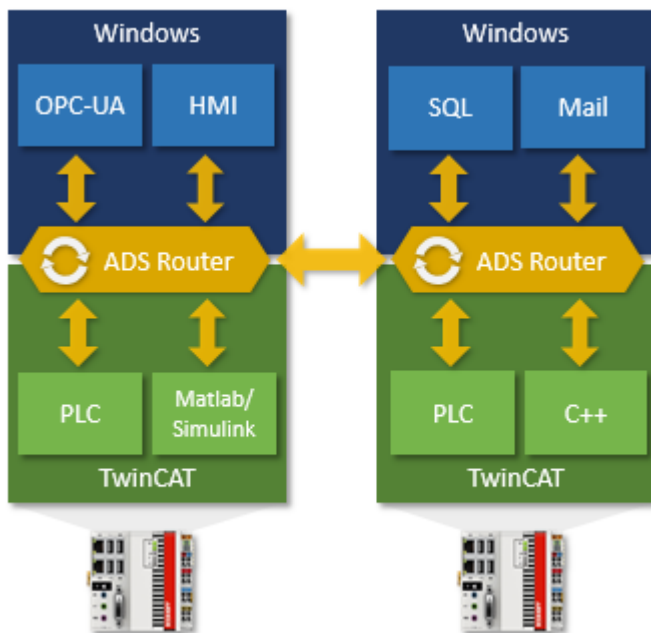 Windows
OPC-UA
HMI
ADS Router
PLC
Matlab/
Simulink
TwinCAT
Windows
SQL
Mail
ADS Router
PLC
C++
TwinCAT